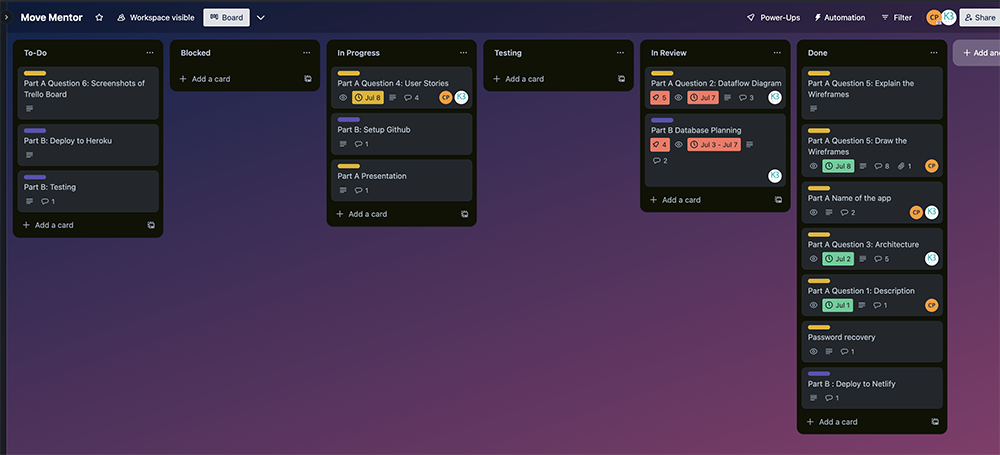 Move Mentor
Workspace visible
Board
Power-Ups
Automation
Filter
CP
K3
Share
To-Do
Part A Question 6: Screenshots of
Trello Board
Part B: Deploy to Heroku
Part B: Testing
1
Add a card
Blocked
Add a card
In Progress
Part A Question 4: User Stories
Jul 8
4
CP
K3
Part B: Setup Github
1
Part A Presentation
1
Add a card
Testing
Add a card
In Review
Part A Question 2: Dataflow Diagram
5
Jul 7
3
K3
Part B Database Planning
4
Jul 3 - Jul 7
2
K3
Add a card
Done
Part A Question 5: Explain the
Wireframes
Part A Question 5: Draw the
Wireframes
Jul 8
8
1
CP
Part A Name of the app
2
CP
K3
Part A Question 3: Architecture
Jul 2
5
K3
Part A Question 1: Description
Jul 1
1
CP
Password recovery
1
Part B : Deploy to Netlify
1
Add a card
Add